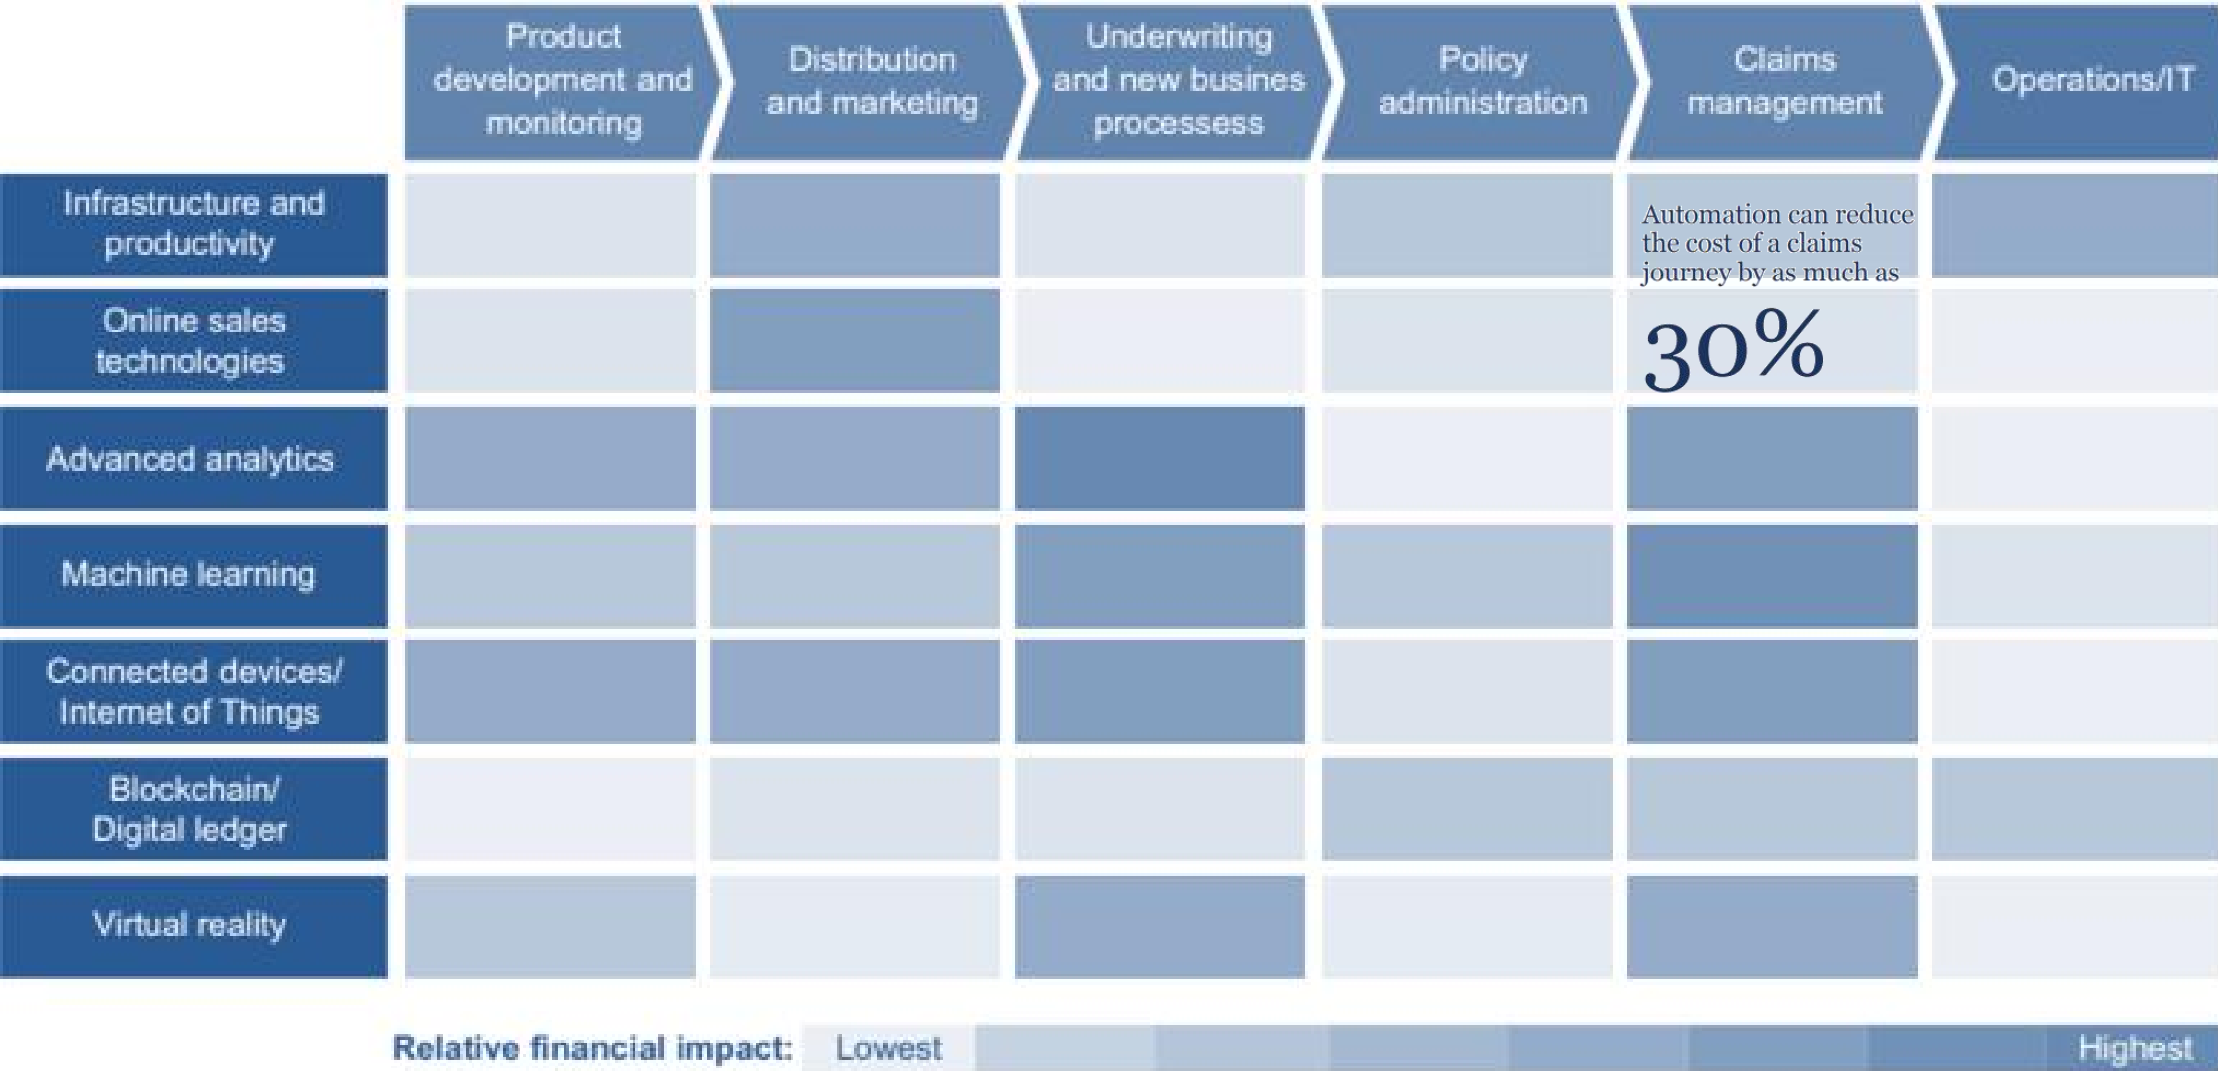 Product
development and
monitoring
Distribution
and marketing
Underwriting
and new busines
processess
Policy
administration
Claims
management
Operations/IT
Infrastructure and
productivity
Automation can reduce
the cost of a claims
journey by as much as
30%
Online sales
technologies
Advanced analytics
Machine learning
Connected devices/
Internet of Things
Blockchain/
Digital ledger
Virtual reality
Relative financial impact: Lowest Highest